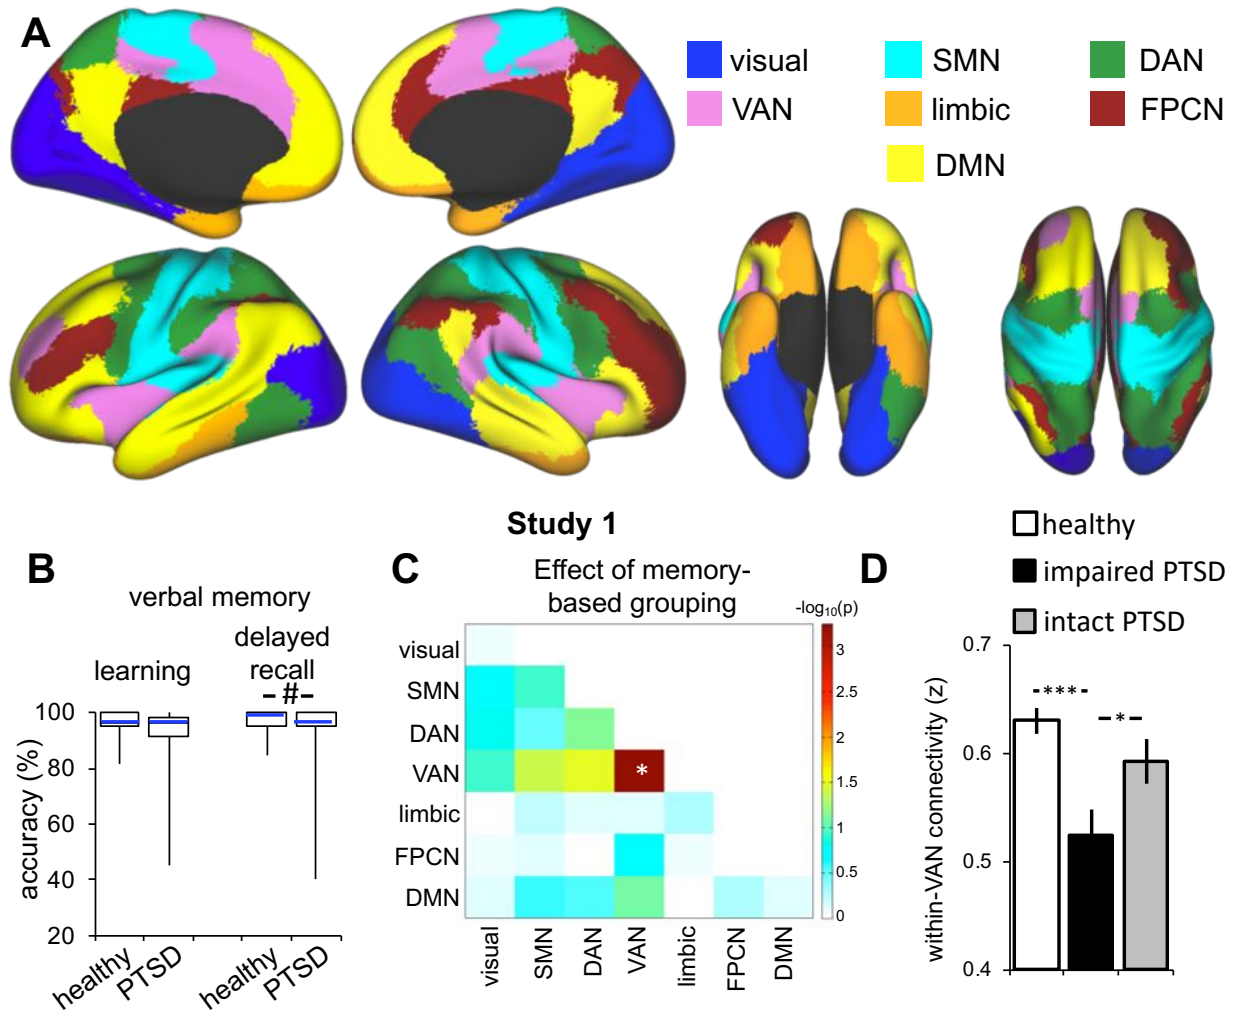 A
visual
SMN
DAN
VAN
limbic
FPCN
DMN
Study 1
healthy
impaired PTSD
intact PTSD
B
verbal memory
learning
delayed
recall
#
accuracy (%)
100
80
60
40
20
healthy
PTSD
healthy
PTSD
C
Effect of memory-
based grouping
-log10(p)
3
2.5
2
1.5
1
0.5
0
visual
SMN
DAN
VAN
limbic
FPCN
DMN
*
visual
SMN
DAN
VAN
limbic
FPCN
DMN
D
within-VAN connectivity (z)
0.7
0.6
0.5
0.4
***
*